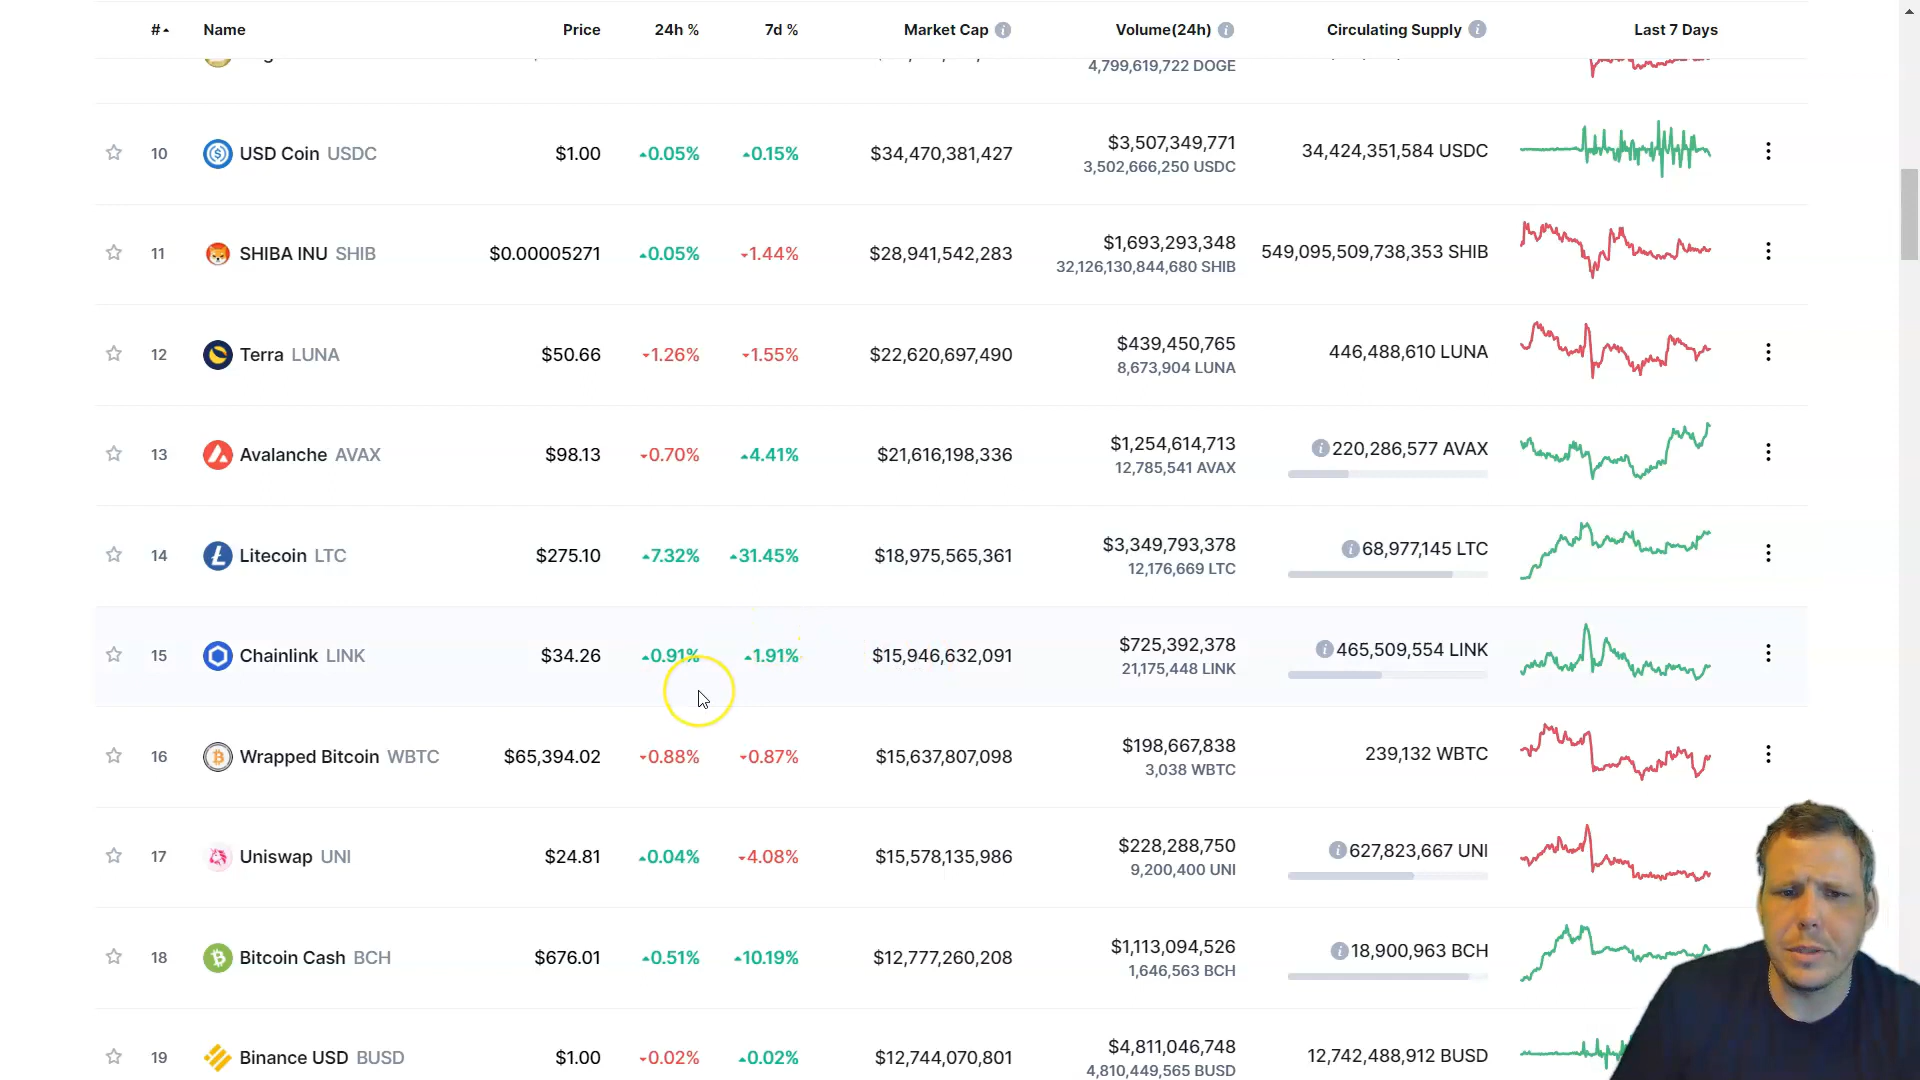 # Name Price 24h % 7d % Market Cap Volume(24h) Circulating Supply Last 7 Days
4,799,619,722 DOGE
10 USD Coin USDC $1.00 0.05% 0.15% $34,470,381,427 $3,507,349,771 34,424,351,584 USDC
3,502,666,250 USDC
11 SHIBA INU SHIB $0.00005271 0.05% 1.44% $28,941,542,283 $1,693,293,348 549,095,509,738,353 SHIB
32,126,130,844,680 SHIB
12 Terra LUNA $50.66 1.26% 1.55% $22,620,697,490 $439,450,765 446,488,610 LUNA
8,673,904 LUNA
13 Avalanche AVAX $98.13 0.70% 4.41% $21,616,198,336 $1,254,614,713 220,286,577 AVAX
12,785,541 AVAX
14 Litecoin LTC $275.10 7.32% 31.45% $18,975,565,361 $3,349,793,378 68,977,145 LTC
12,176,669 LTC
15 Chainlink LINK $34.26 0.91% 1.91% $15,946,632,091 $725,392,378 465,509,554 LINK
21,175,448 LINK
16 Wrapped Bitcoin WBTC $65,394.02 0.88% 0.87% $15,637,807,098 $198,667,838 239,132 WBTC
3,038 WBTC
17 Uniswap UNI $24.81 0.04% 4.08% $15,578,135,986 $228,288,750 627,823,667 UNI
9,200,400 UNI
18 Bitcoin Cash BCH $676.01 0.51% 10.19% $12,777,260,208 $1,113,094,526 18,900,963 BCH
1,646,563 BCH
19 Binance USD BUSD $1.00 0.02% 0.02% $12,744,070,801 $4,811,046,748 12,742,488,912 BUSD
4,810,449,565 BUSD